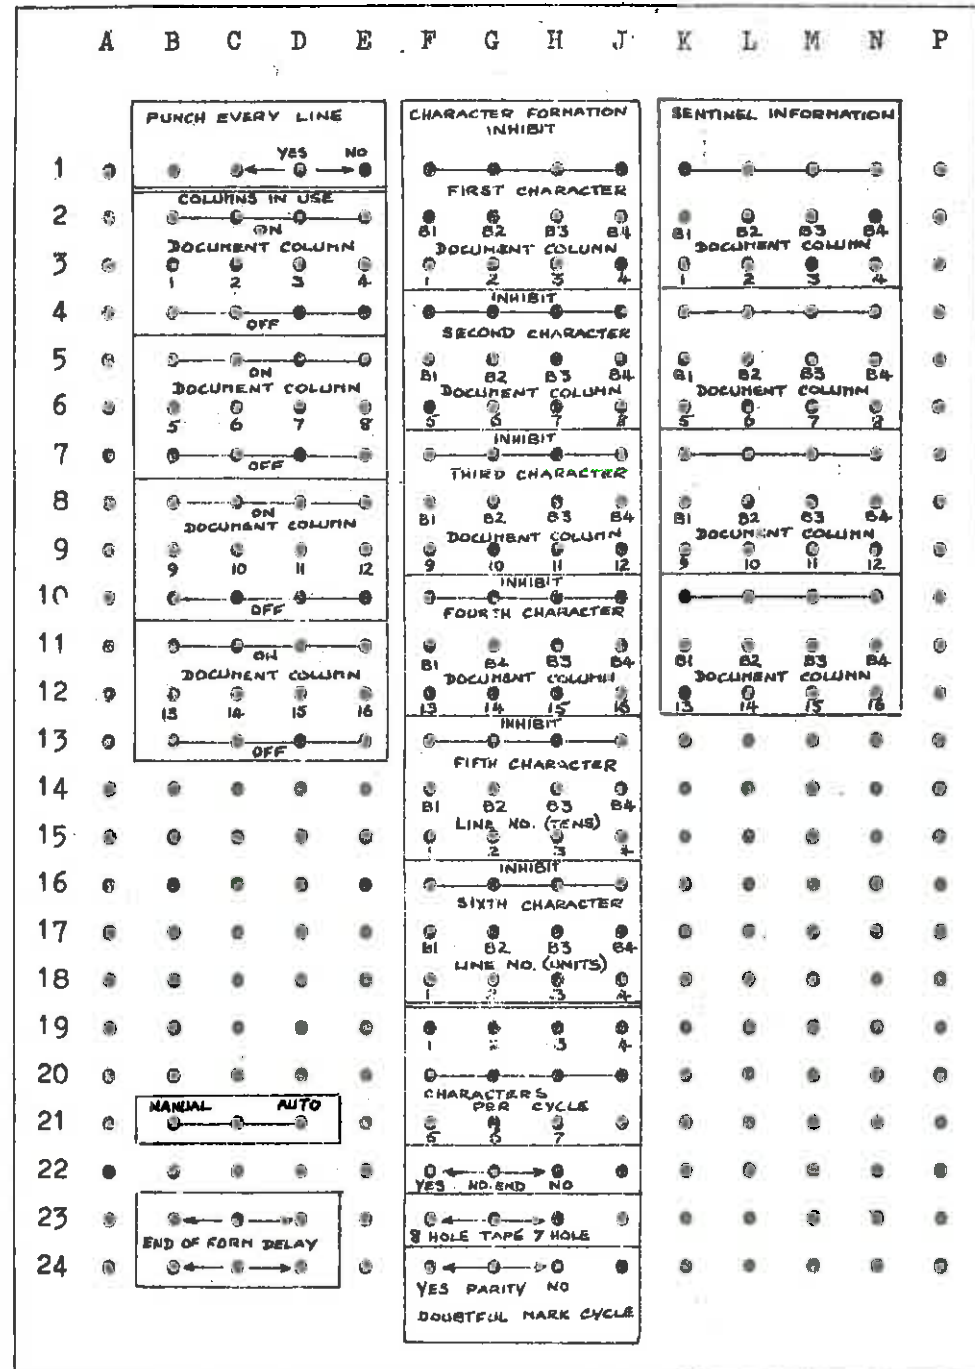 A B C D E F G H J K L M N P
PUNCH EVERY LINE
YES NO
CHARACTER FORMATION
INHIBIT
SENTINEL INFORMATION
1
FIRST CHARACTER
COLUMNS IN USE
2
ON
B1 B2 B3 B4
B1 B2 B3 B4
DOCUMENT COLUMN
DOCUMENT COLUMN
DOCUMENT COLUMN
3
1 2 3 4
1 2 3 4
1 2 3 4
INHIBIT
4
OFF
SECOND CHARACTER
5
ON
B1 B2 B3 B4
B1 B2 B3 B4
DOCUMENT COLUMN
DOCUMENT COLUMN
DOCUMENT COLUMN
6
5 6 7 8
5 6 7 8
5 6 7 8
INHIBIT
7
OFF
THIRD CHARACTER
8
ON
B1 B2 B3 B4
B1 B2 B3 B4
DOCUMENT COLUMN
DOCUMENT COLUMN
DOCUMENT COLUMN
9
9 10 11 12
9 10 11 12
9 10 11 12
INHIBIT
10
OFF
FOURTH CHARACTER
11
ON
B1 B2 B3 B4
B1 B2 B3 B4
DOCUMENT COLUMN
DOCUMENT COLUMN
DOCUMENT COLUMN
12
13 14 15 16
13 14 15 16
13 14 15 16
INHIBIT
13
OFF
FIFTH CHARACTER
14
B1 B2 B3 B4
LINE NO. (TENS)
15
1 2 3 4
INHIBIT
16
SIXTH CHARACTER
17
B1 B2 B3 B4
LINE NO. (UNITS)
18
1 2 3 4
19
1 2 3 4
20
CHARACTERS
PER CYCLE
MANUAL AUTO
21
5 6 7
22
YES NO. END NO
23
END OF FORM DELAY
8 HOLE TAPE 7 HOLE
24
YES PARITY NO
DOUBTFUL MARK CYCLE